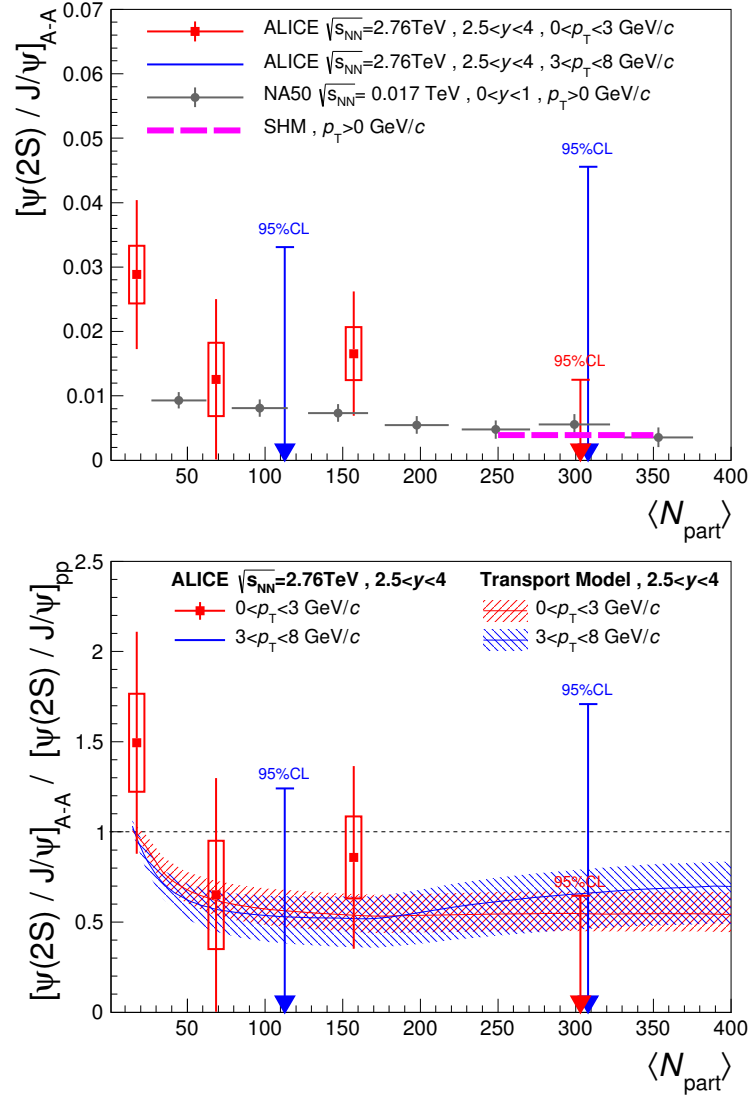 [ψ(2S) / J/ψ]A-A
0.07
0.06
0.05
0.04
0.03
0.02
0.01
0
ALICE √sNN=2.76TeV , 2.5<y<4 , 0<pT<3 GeV/c
ALICE √sNN=2.76TeV , 2.5<y<4 , 3<pT<8 GeV/c
NA50 √sNN= 0.017 TeV , 0<y<1 , pT>0 GeV/c
SHM , pT>0 GeV/c
95%CL
95%CL
95%CL
50 100 150 200 250 300 350 400
⟨Npart⟩
[ψ(2S) / J/ψ]A-A / [ψ(2S) / J/ψ]pp
2.5
2
1.5
1
0.5
0
ALICE √sNN=2.76TeV , 2.5<y<4
0<pT<3 GeV/c
3<pT<8 GeV/c
Transport Model , 2.5<y<4
0<pT<3 GeV/c
3<pT<8 GeV/c
95%CL
95%CL
95%CL
50 100 150 200 250 300 350 400
⟨Npart⟩